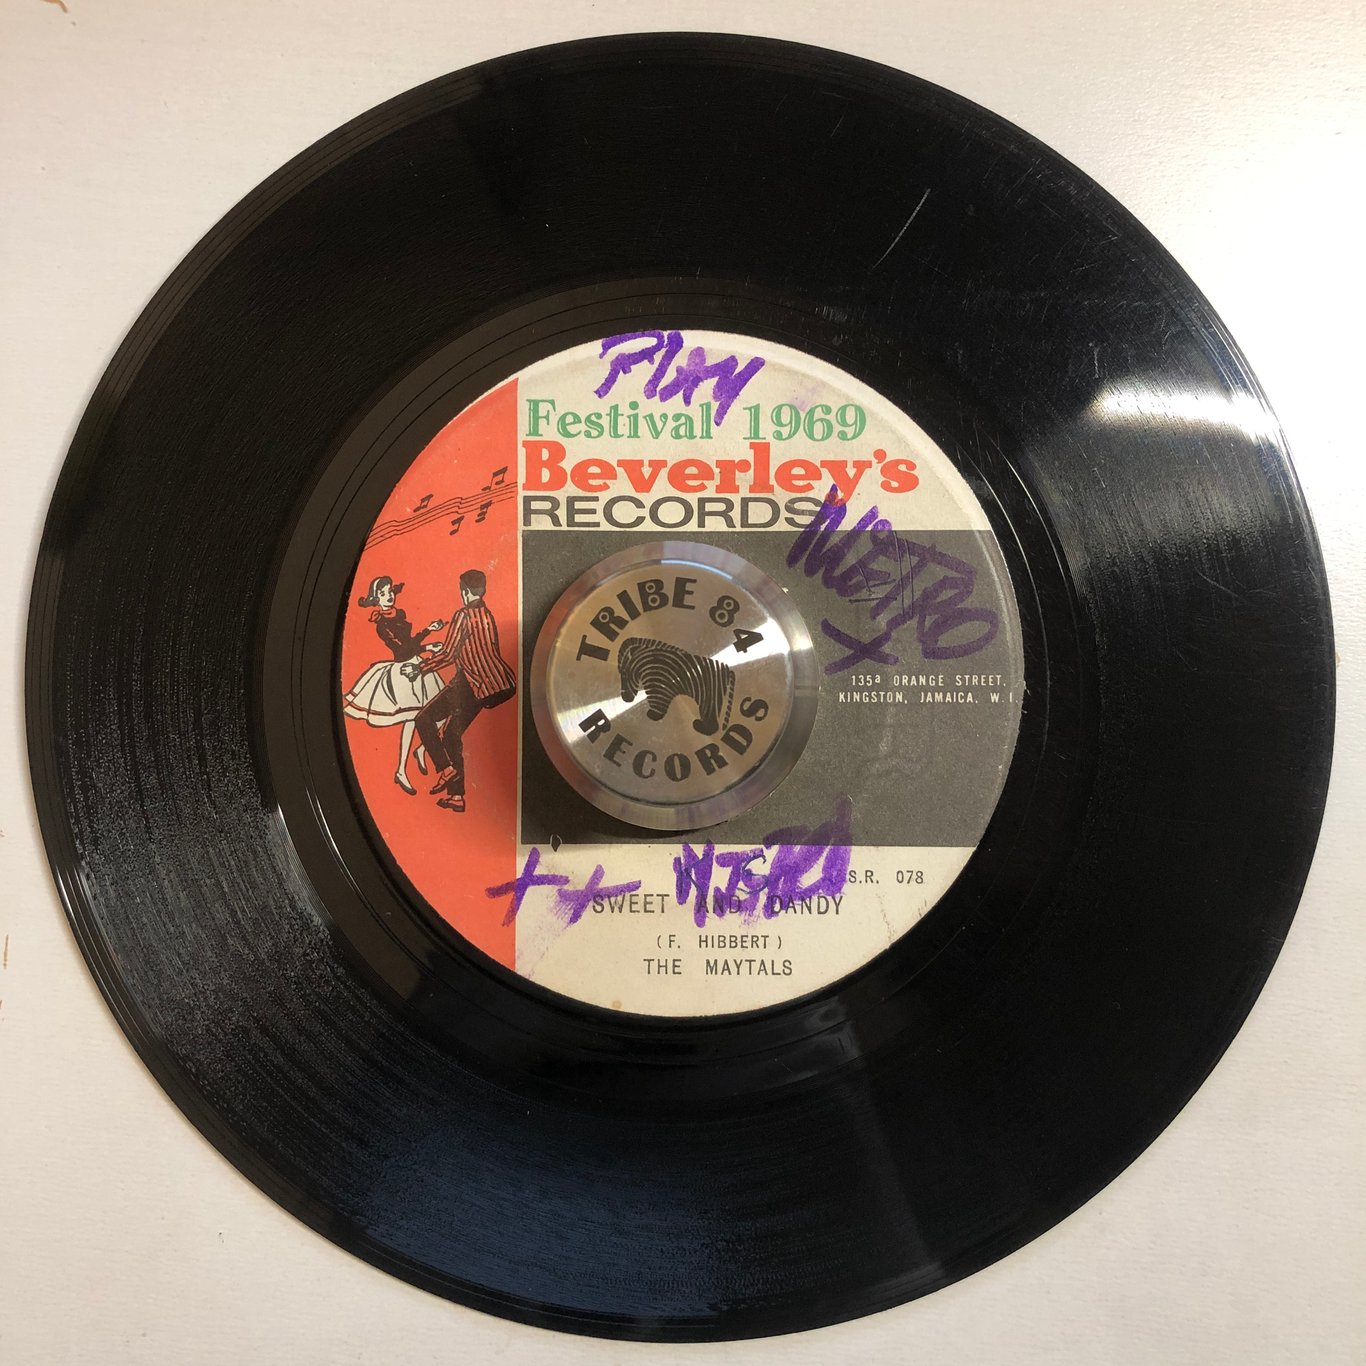 PLAY
Festival 1969
Beverley's
RECORDS
METRO
X
TRIBE 84
RECORDS
135a ORANGE STREET.
KINGSTON, JAMAICA, W.I
S.R. 078
++
SWEET AND DANDY
(F. HIBBERT)
THE MAYTALS